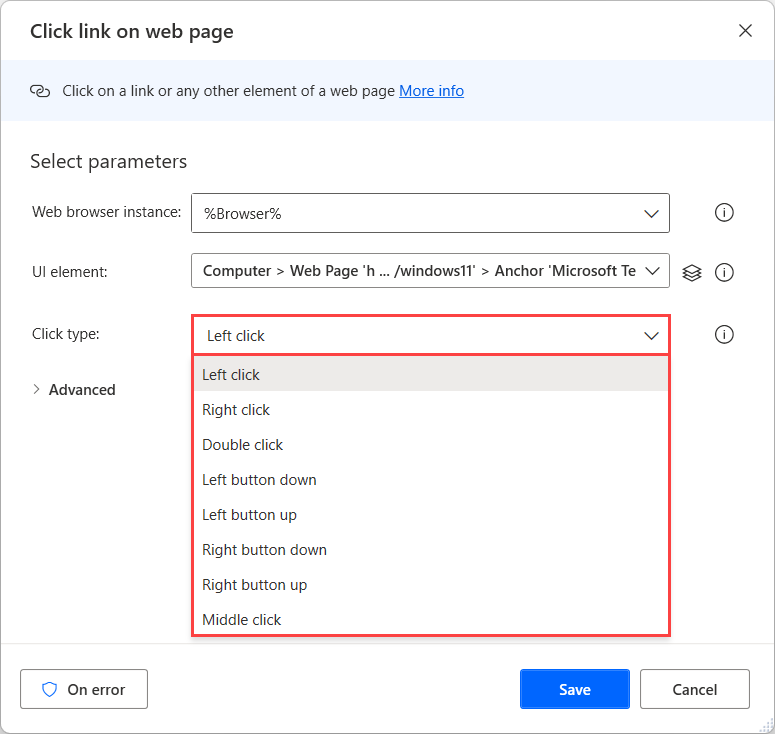 Click link on web page
Click on a link or any other element of a web page More info
Select parameters
Web browser instance: %Browser%
UI element: Computer > Web Page 'h ... /windows11' > Anchor 'Microsoft Te
Click type: Left click
Left click
Advanced
Right click
Double click
Left button down
Left button up
Right button down
Right button up
Middle click
On error
Save
Cancel